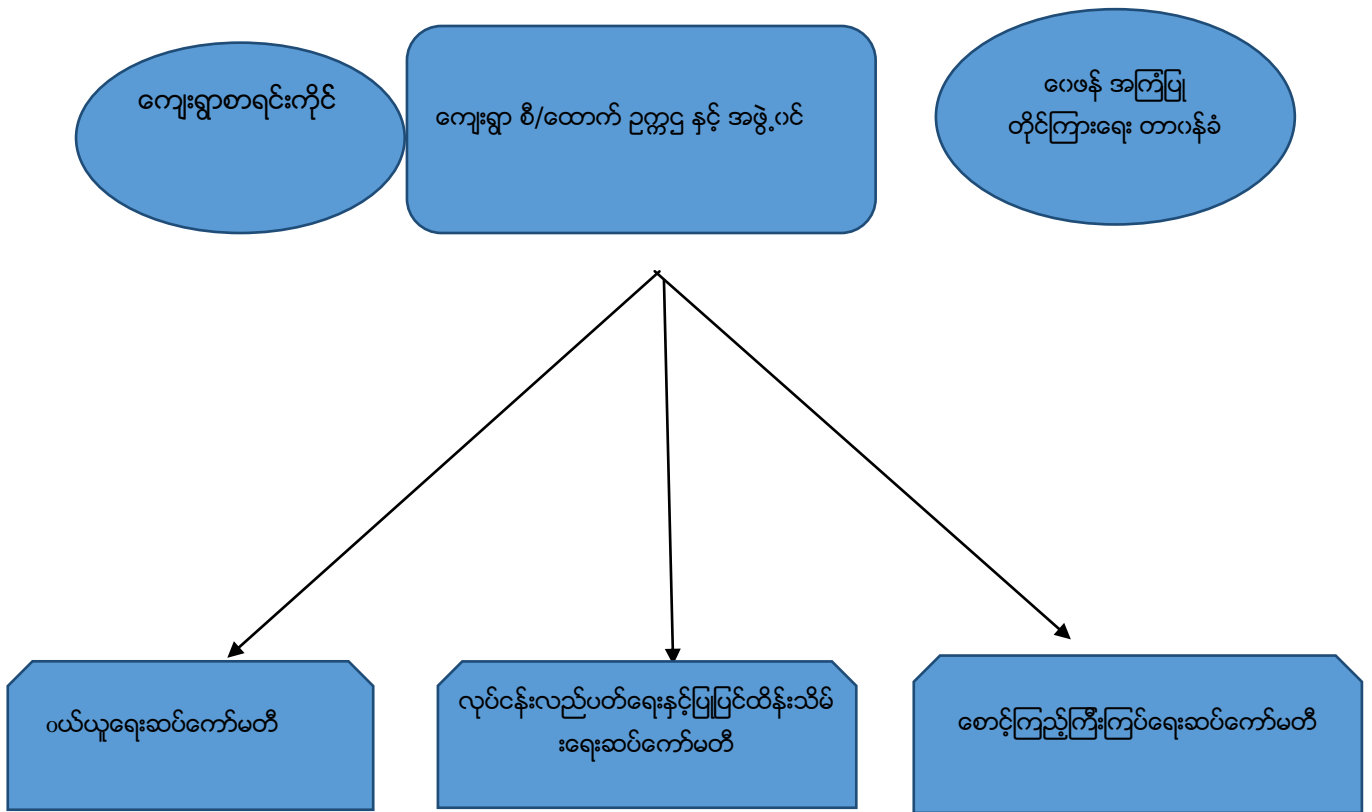 ကျေးရွာစာရင်းကိုင်
ကျေးရွာ စီ/ထောက် ဥက္ကဌ နှင့် အဖွဲ့ဝင်
ဝေဖန် အကြံပြု
တိုင်ကြားရေး တာဝန်ခံ
ဝယ်ယူရေးဆပ်ကော်မတီ
လုပ်ငန်းလည်ပတ်ရေးနှင့်ပြုပြင်ထိန်းသိမ်
းရေးဆပ်ကော်မတီ
စောင့်ကြည့်ကြီးကြပ်ရေးဆပ်ကော်မတီ